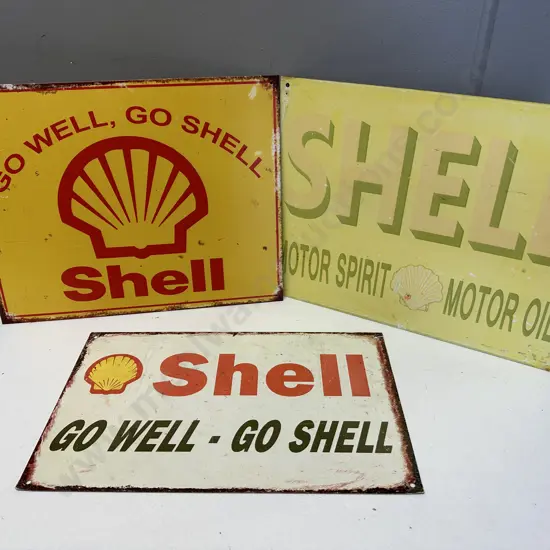 GO WELL, GO SHELL
Shell
SHELL
MOTOR SPIRIT MOTOR OIL
Shell
GO WELL - GO SHELL